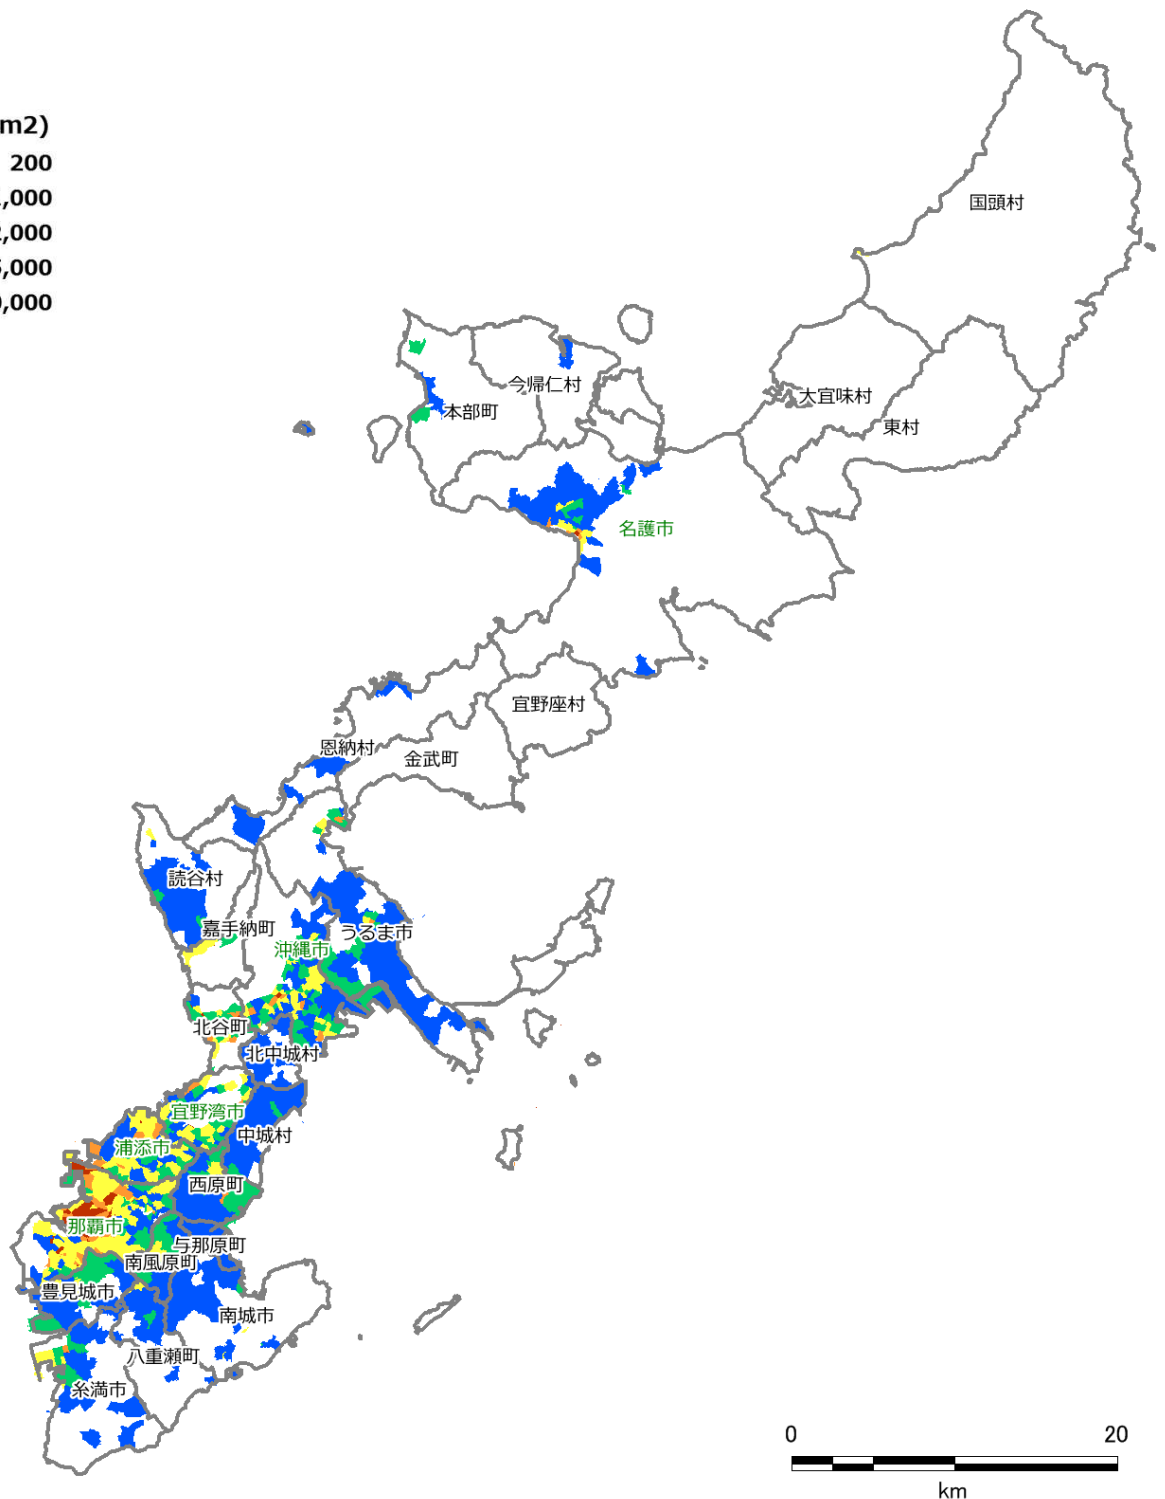 m2)
200
,000
,000
,000
,000
国頭村
大宜味村
東村
今帰仁村
本部町
名護市
宜野座村
恩納村
金武町
読谷村
嘉手納町
うるま市
沖縄市
北谷町
北中城村
宜野湾市
中城村
浦添市
西原町
那覇市
与那原町
南風原町
豊見城市
南城市
八重瀬町
糸満市
0 20
km